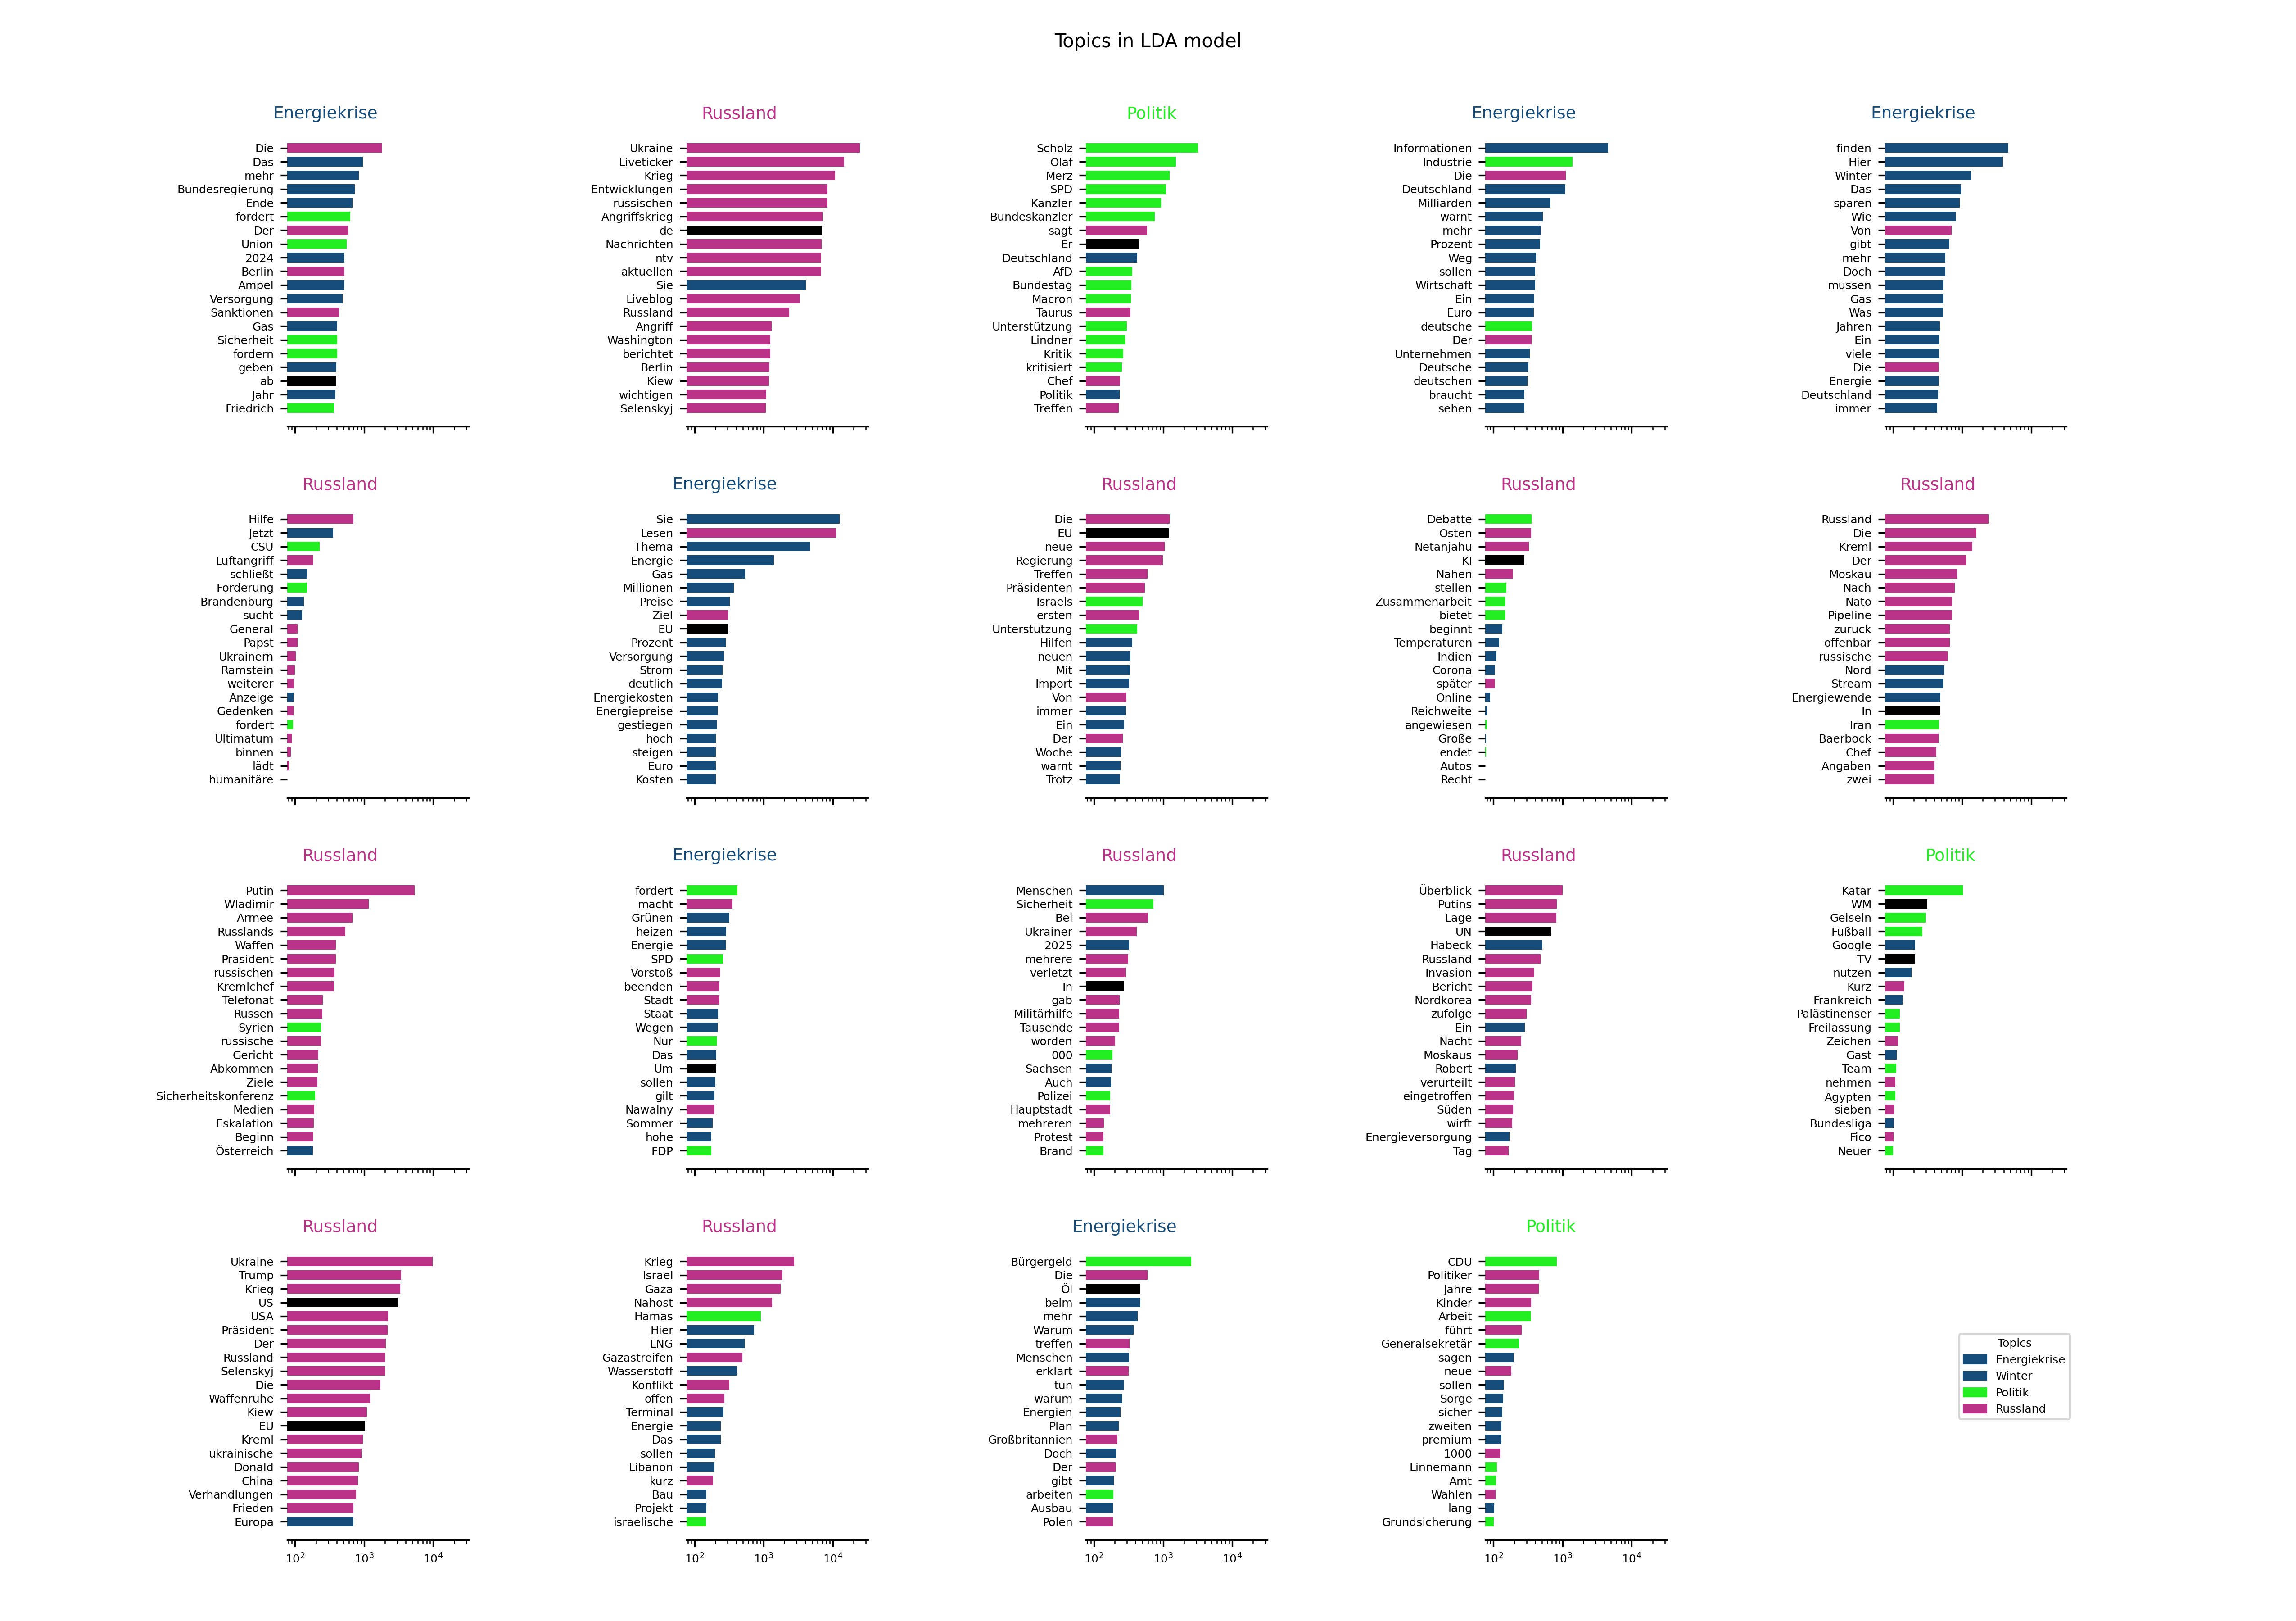 Topics in LDA model
Energiekrise
Die
Das
mehr
Bundesregierung
Ende
fordert
Der
Union
2024
Berlin
Ampel
Versorgung
Sanktionen
Gas
Sicherheit
fordern
geben
ab
Jahr
Friedrich
Russland
Ukraine
Liveticker
Krieg
Entwicklungen
russischen
Angriffskrieg
de
Nachrichten
ntv
aktuellen
Sie
Liveblog
Russland
Angriff
Washington
berichtet
Berlin
Kiew
wichtigen
Selenskyj
Politik
Scholz
Olaf
Merz
SPD
Kanzler
Bundeskanzler
sagt
Er
Deutschland
AfD
Bundestag
Macron
Taurus
Unterstützung
Lindner
Kritik
kritisiert
Chef
Politik
Treffen
Energiekrise
Informationen
Industrie
Die
Deutschland
Milliarden
warnt
mehr
Prozent
Weg
sollen
Wirtschaft
Ein
Euro
deutsche
Der
Unternehmen
Deutsche
deutschen
braucht
sehen
Energiekrise
finden
Hier
Winter
Das
sparen
Wie
Von
gibt
mehr
Doch
müssen
Gas
Was
Jahren
Ein
viele
Die
Energie
Deutschland
immer
Russland
Hilfe
Jetzt
CSU
Luftangriff
schließt
Forderung
Brandenburg
sucht
General
Papst
Ukrainern
Ramstein
weiterer
Anzeige
Gedenken
fordert
Ultimatum
binnen
lädt
humanitäre
Energiekrise
Sie
Lesen
Thema
Energie
Gas
Millionen
Preise
Ziel
EU
Prozent
Versorgung
Strom
deutlich
Energiekosten
Energiepreise
gestiegen
hoch
steigen
Euro
Kosten
Russland
Die
EU
neue
Regierung
Treffen
Präsidenten
Israels
ersten
Unterstützung
Hilfen
neuen
Mit
Import
Von
immer
Ein
Der
Woche
warnt
Trotz
Russland
Debatte
Osten
Netanjahu
KI
Nahen
stellen
Zusammenarbeit
bietet
beginnt
Temperaturen
Indien
Corona
später
Online
Reichweite
angewiesen
Große
endet
Autos
Recht
Russland
Russland
Die
Kreml
Der
Moskau
Nach
Nato
Pipeline
zurück
offenbar
russische
Nord
Stream
Energiewende
In
Iran
Baerbock
Chef
Angaben
zwei
Russland
Putin
Wladimir
Armee
Russlands
Waffen
Präsident
russischen
Kremlchef
Telefonat
Russen
Syrien
russische
Gericht
Abkommen
Ziele
Sicherheitskonferenz
Medien
Eskalation
Beginn
Österreich
Energiekrise
fordert
macht
Grünen
heizen
Energie
SPD
Vorstoß
beenden
Stadt
Staat
Wegen
Nur
Das
Um
sollen
gilt
Nawalny
Sommer
hohe
FDP
Russland
Menschen
Sicherheit
Bei
Ukrainer
2025
mehrere
verletzt
In
gab
Militärhilfe
Tausende
worden
000
Sachsen
Auch
Polizei
Hauptstadt
mehreren
Protest
Brand
Russland
Überblick
Putins
Lage
UN
Habeck
Russland
Invasion
Bericht
Nordkorea
zufolge
Ein
Nacht
Moskaus
Robert
verurteilt
eingetroffen
Süden
wirft
Energieversorgung
Tag
Politik
Katar
WM
Geiseln
Fußball
Google
TV
nutzen
Kurz
Frankreich
Palästinenser
Freilassung
Zeichen
Gast
Team
nehmen
Ägypten
sieben
Bundesliga
Fico
Neuer
Russland
Ukraine
Trump
Krieg
US
USA
Präsident
Der
Russland
Selenskyj
Die
Waffenruhe
Kiew
EU
Kreml
ukrainische
Donald
China
Verhandlungen
Frieden
Europa
10² 10³ 10⁴
Russland
Krieg
Israel
Gaza
Nahost
Hamas
Hier
LNG
Gazastreifen
Wasserstoff
Konflikt
offen
Terminal
Energie
Das
sollen
Libanon
kurz
Bau
Projekt
israelische
10² 10³ 10⁴
Energiekrise
Bürgergeld
Die
Öl
beim
mehr
Warum
treffen
Menschen
erklärt
tun
warum
Energien
Plan
Großbritannien
Doch
Der
gibt
arbeiten
Ausbau
Polen
10² 10³ 10⁴
Politik
CDU
Politiker
Jahre
Kinder
Arbeit
führt
Generalsekretär
sagen
neue
sollen
Sorge
sicher
zweiten
premium
1000
Linnemann
Amt
Wahlen
lang
Grundsicherung
10² 10³ 10⁴
Topics
Energiekrise
Winter
Politik
Russland